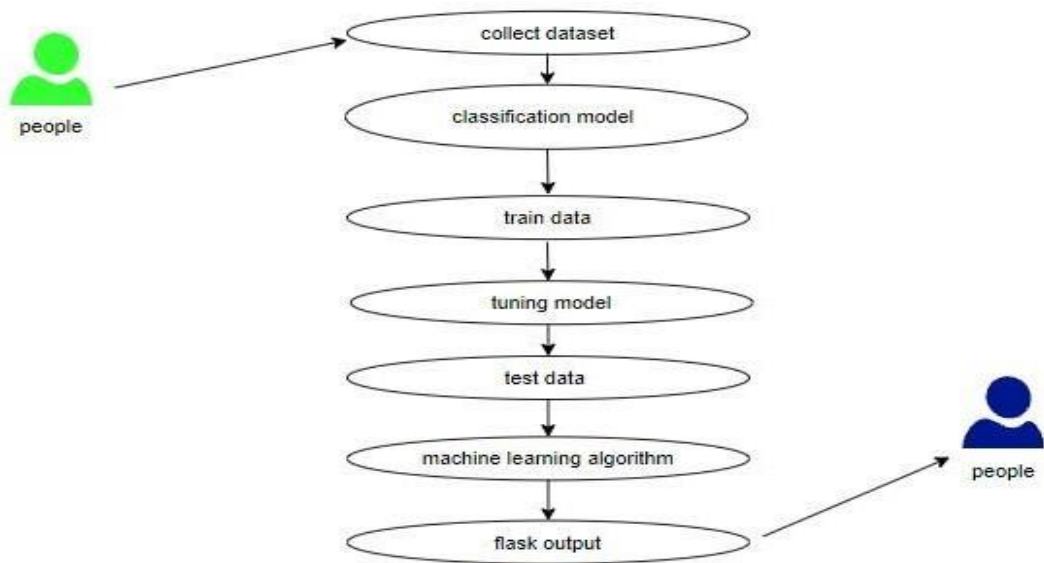 collect dataset
people
classification model
train data
tuning model
test data
machine learning algorithm
people
flask output